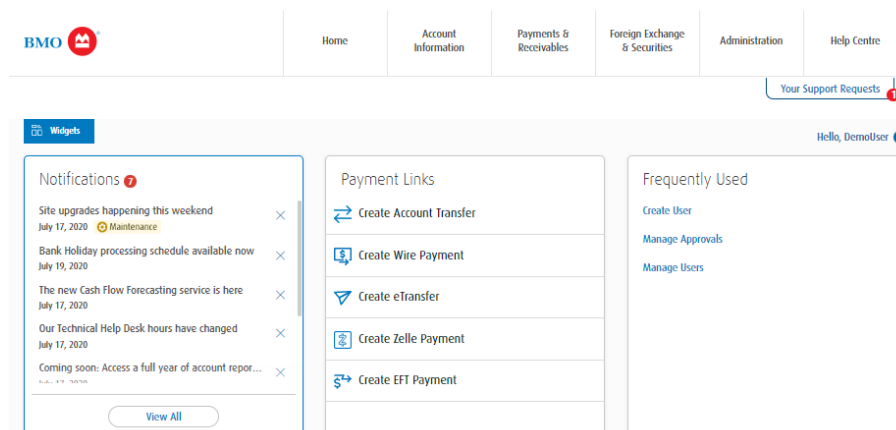 BMO
Home
Account
Information
Payments &
Receivables
Foreign Exchange
& Securities
Administration
Help Centre
Your Support Requests
1
Widgets
Hello, DemoUser
Notifications 7
Site upgrades happening this weekend
July 17, 2020 Maintenance
Bank Holiday processing schedule available now
July 19, 2020
The new Cash Flow Forecasting service is here
July 17, 2020
Our Technical Help Desk hours have changed
July 17, 2020
Coming soon: Access a full year of account repor...
July 17, 2020
View All
Payment Links
Create Account Transfer
Create Wire Payment
Create eTransfer
Create Zelle Payment
Create EFT Payment
Frequently Used
Create User
Manage Approvals
Manage Users